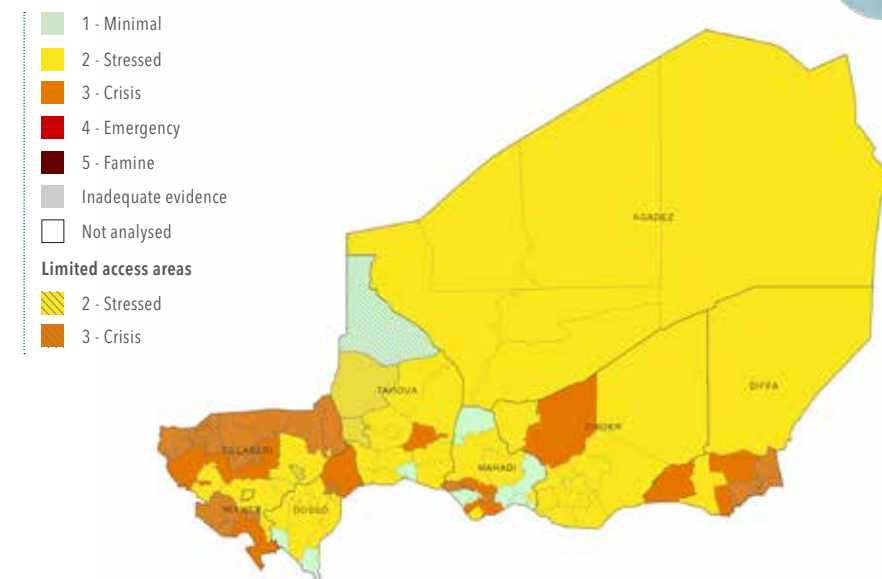 1 - Minimal
2 - Stressed
3 - Crisis
4 - Emergency
5 - Famine
Inadequate evidence
Not analysed
Limited access areas
2 - Stressed
3 - Crisis
AGADEZ
TAHOUA
DIFFA
ZINDER
TILLABERI
MARADI
DOSSO